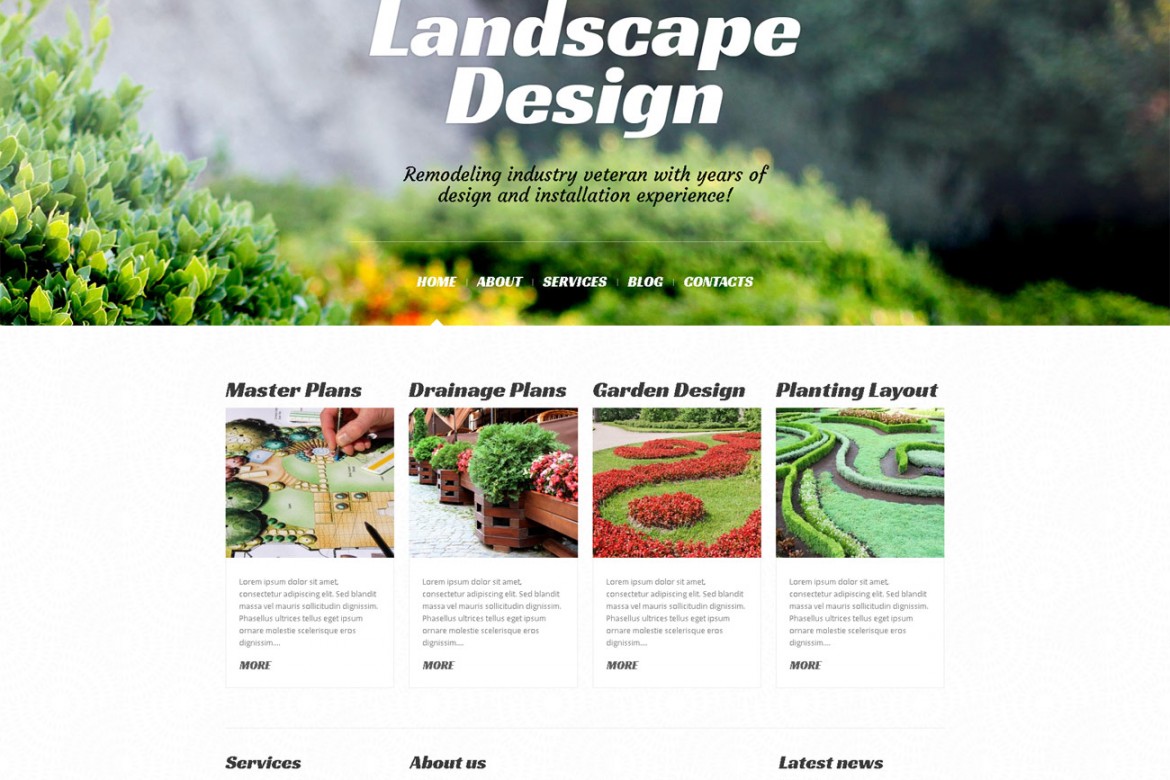 Landscape
Design
Remodeling industry veteran with years of
design and installation experience!
HOME
ABOUT
SERVICES
BLOG
CONTACTS
Master Plans
Lorem ipsum dolor sit amet,
consectetur adipiscing elit. Sed blandit
massa vel mauris sollicitudin dignissim.
Phasellus ultrices tellus eget ipsum
ornare molestie scelerisque eros
dignissim....
MORE
Drainage Plans
Lorem ipsum dolor sit amet,
consectetur adipiscing elit. Sed blandit
massa vel mauris sollicitudin dignissim.
Phasellus ultrices tellus eget ipsum
ornare molestie scelerisque eros
dignissim....
MORE
Garden Design
Lorem ipsum dolor sit amet,
consectetur adipiscing elit. Sed blandit
massa vel mauris sollicitudin dignissim.
Phasellus ultrices tellus eget ipsum
ornare molestie scelerisque eros
dignissim....
MORE
Planting Layout
Lorem ipsum dolor sit amet,
consectetur adipiscing elit. Sed blandit
massa vel mauris sollicitudin dignissim.
Phasellus ultrices tellus eget ipsum
ornare molestie scelerisque eros
dignissim....
MORE
Services
About us
Latest news